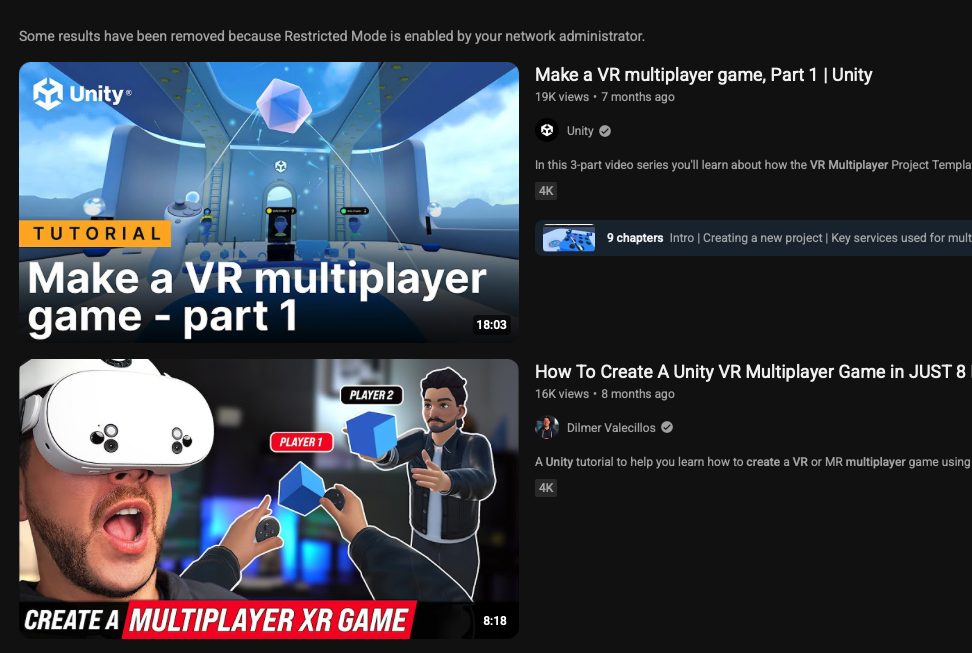 Some results have been removed because Restricted Mode is enabled by your network administrator.
Unity®
TUTORIAL
Make a VR multiplayer
game - part 1
18:03
Make a VR multiplayer game, Part 1 | Unity
19K views • 7 months ago
Unity
In this 3-part video series you'll learn about how the VR Multiplayer Project Templa
4K
9 chapters Intro | Creating a new project | Key services used for mult
PLAYER 2
PLAYER 1
CREATE A MULTIPLAYER XR GAME
8:18
How To Create A Unity VR Multiplayer Game in JUST 8
16K views • 8 months ago
Dilmer Valecillos
A Unity tutorial to help you learn how to create a VR or MR multiplayer game using
4K